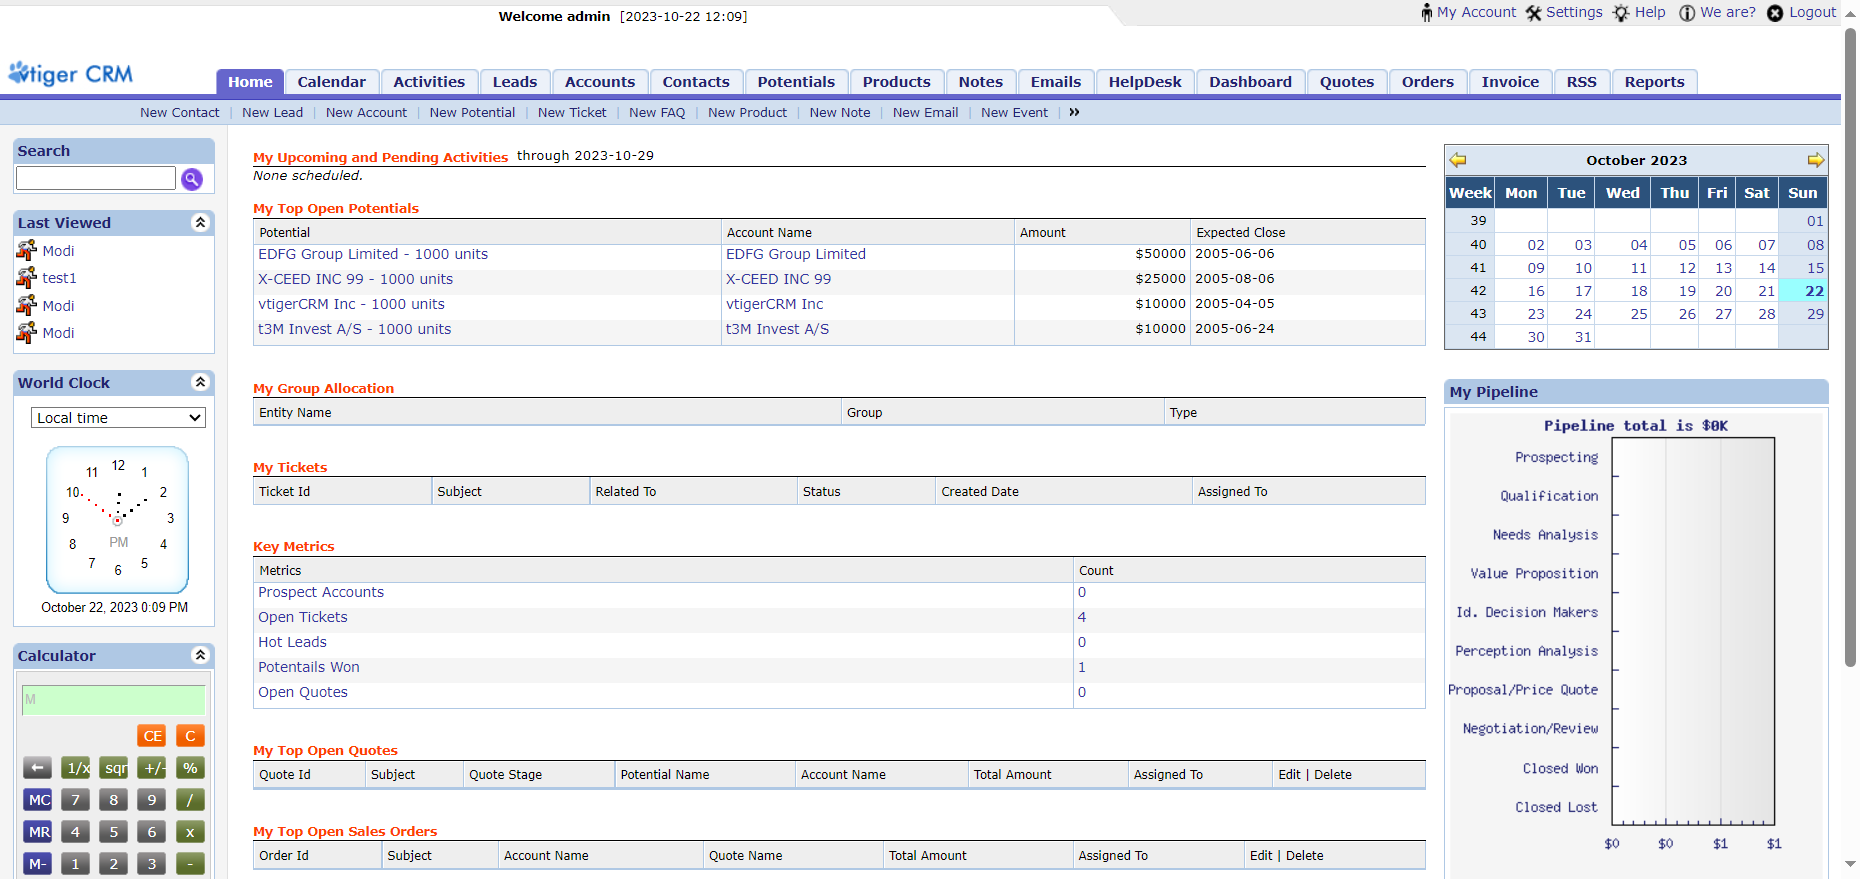 Welcome admin [2023-10-22 12:09]
My Account Settings Help We are? Logout
vtiger CRM
Home Calendar Activities Leads Accounts Contacts Potentials Products Notes Emails HelpDesk Dashboard Quotes Orders Invoice RSS Reports
New Contact | New Lead | New Account | New Potential | New Ticket | New FAQ | New Product | New Note | New Email | New Event | »
Search
Last Viewed
Modi
test1
Modi
Modi
World Clock
Local time
12
11 1
10 2
9 3
PM
8 4
7 5
6
October 22, 2023 0:09 PM
Calculator
M
CE C
← 1/x sqr +/- %
MC 7 8 9 /
MR 4 5 6 x
M- 1 2 3 -
My Upcoming and Pending Activities through 2023-10-29
None scheduled.
My Top Open Potentials
Potential Account Name Amount Expected Close
EDFG Group Limited - 1000 units EDFG Group Limited $50000 2005-06-06
X-CEED INC 99 - 1000 units X-CEED INC 99 $25000 2005-08-06
vtigerCRM Inc - 1000 units vtigerCRM Inc $10000 2005-04-05
t3M Invest A/S - 1000 units t3M Invest A/S $10000 2005-06-24
My Group Allocation
Entity Name Group Type
My Tickets
Ticket Id Subject Related To Status Created Date Assigned To
Key Metrics
Metrics Count
Prospect Accounts 0
Open Tickets 4
Hot Leads 0
Potentails Won 1
Open Quotes 0
My Top Open Quotes
Quote Id Subject Quote Stage Potential Name Account Name Total Amount Assigned To Edit | Delete
My Top Open Sales Orders
Order Id Subject Account Name Quote Name Total Amount Assigned To Edit | Delete
October 2023
Week Mon Tue Wed Thu Fri Sat Sun
39 01
40 02 03 04 05 06 07 08
41 09 10 11 12 13 14 15
42 16 17 18 19 20 21 22
43 23 24 25 26 27 28 29
44 30 31
My Pipeline
Pipeline total is $0K
Prospecting
Qualification
Needs Analysis
Value Proposition
Id. Decision Makers
Perception Analysis
Proposal/Price Quote
Negotiation/Review
Closed Won
Closed Lost
$0 $0 $1 $1